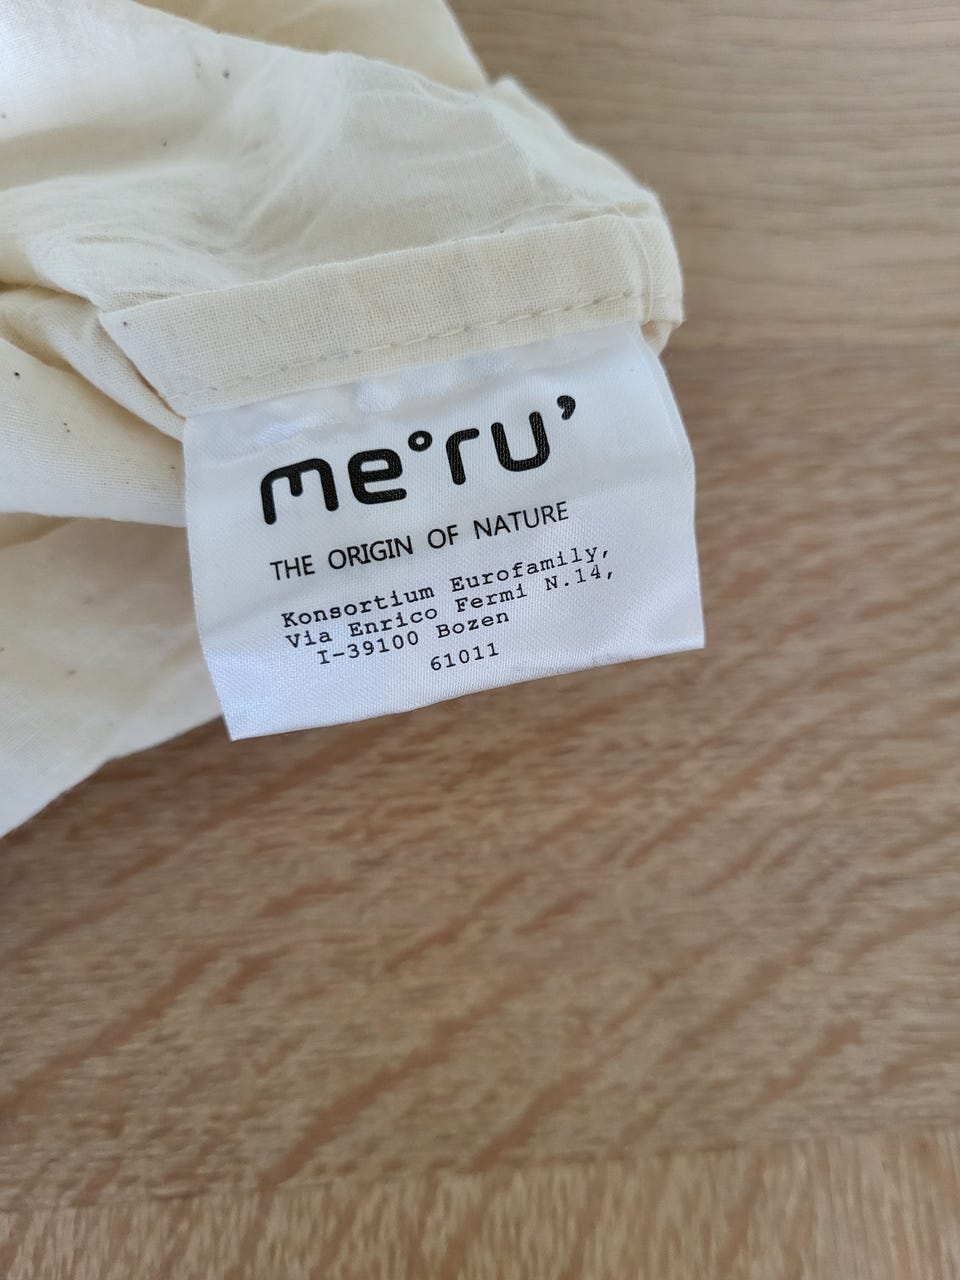 me°ru’
THE ORIGIN OF NATURE
Konsortium Eurofamily,
Via Enrico Fermi N.14,
I-39100 Bozen
61011